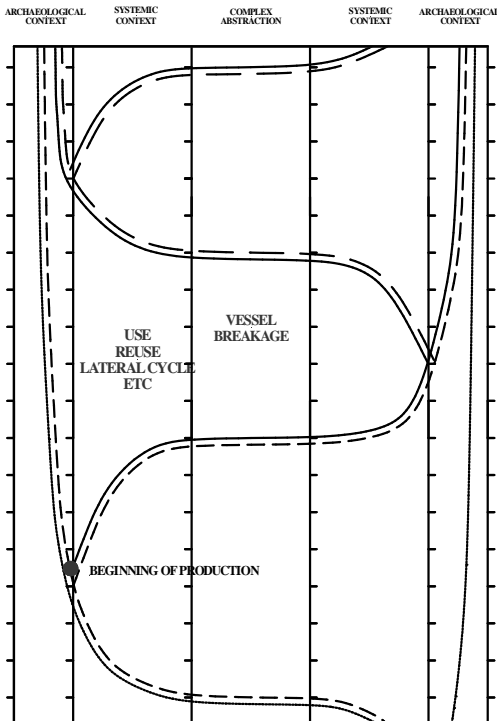 ARCHAEOLOGICAL
CONTEXT
SYSTEMIC
CONTEXT
COMPLEX
ABSTRACTION
SYSTEMIC
CONTEXT
ARCHAEOLOGICAL
CONTEXT
VESSEL
BREAKAGE
USE
REUSE
LATERAL CYCLE
ETC
BEGINNING OF PRODUCTION